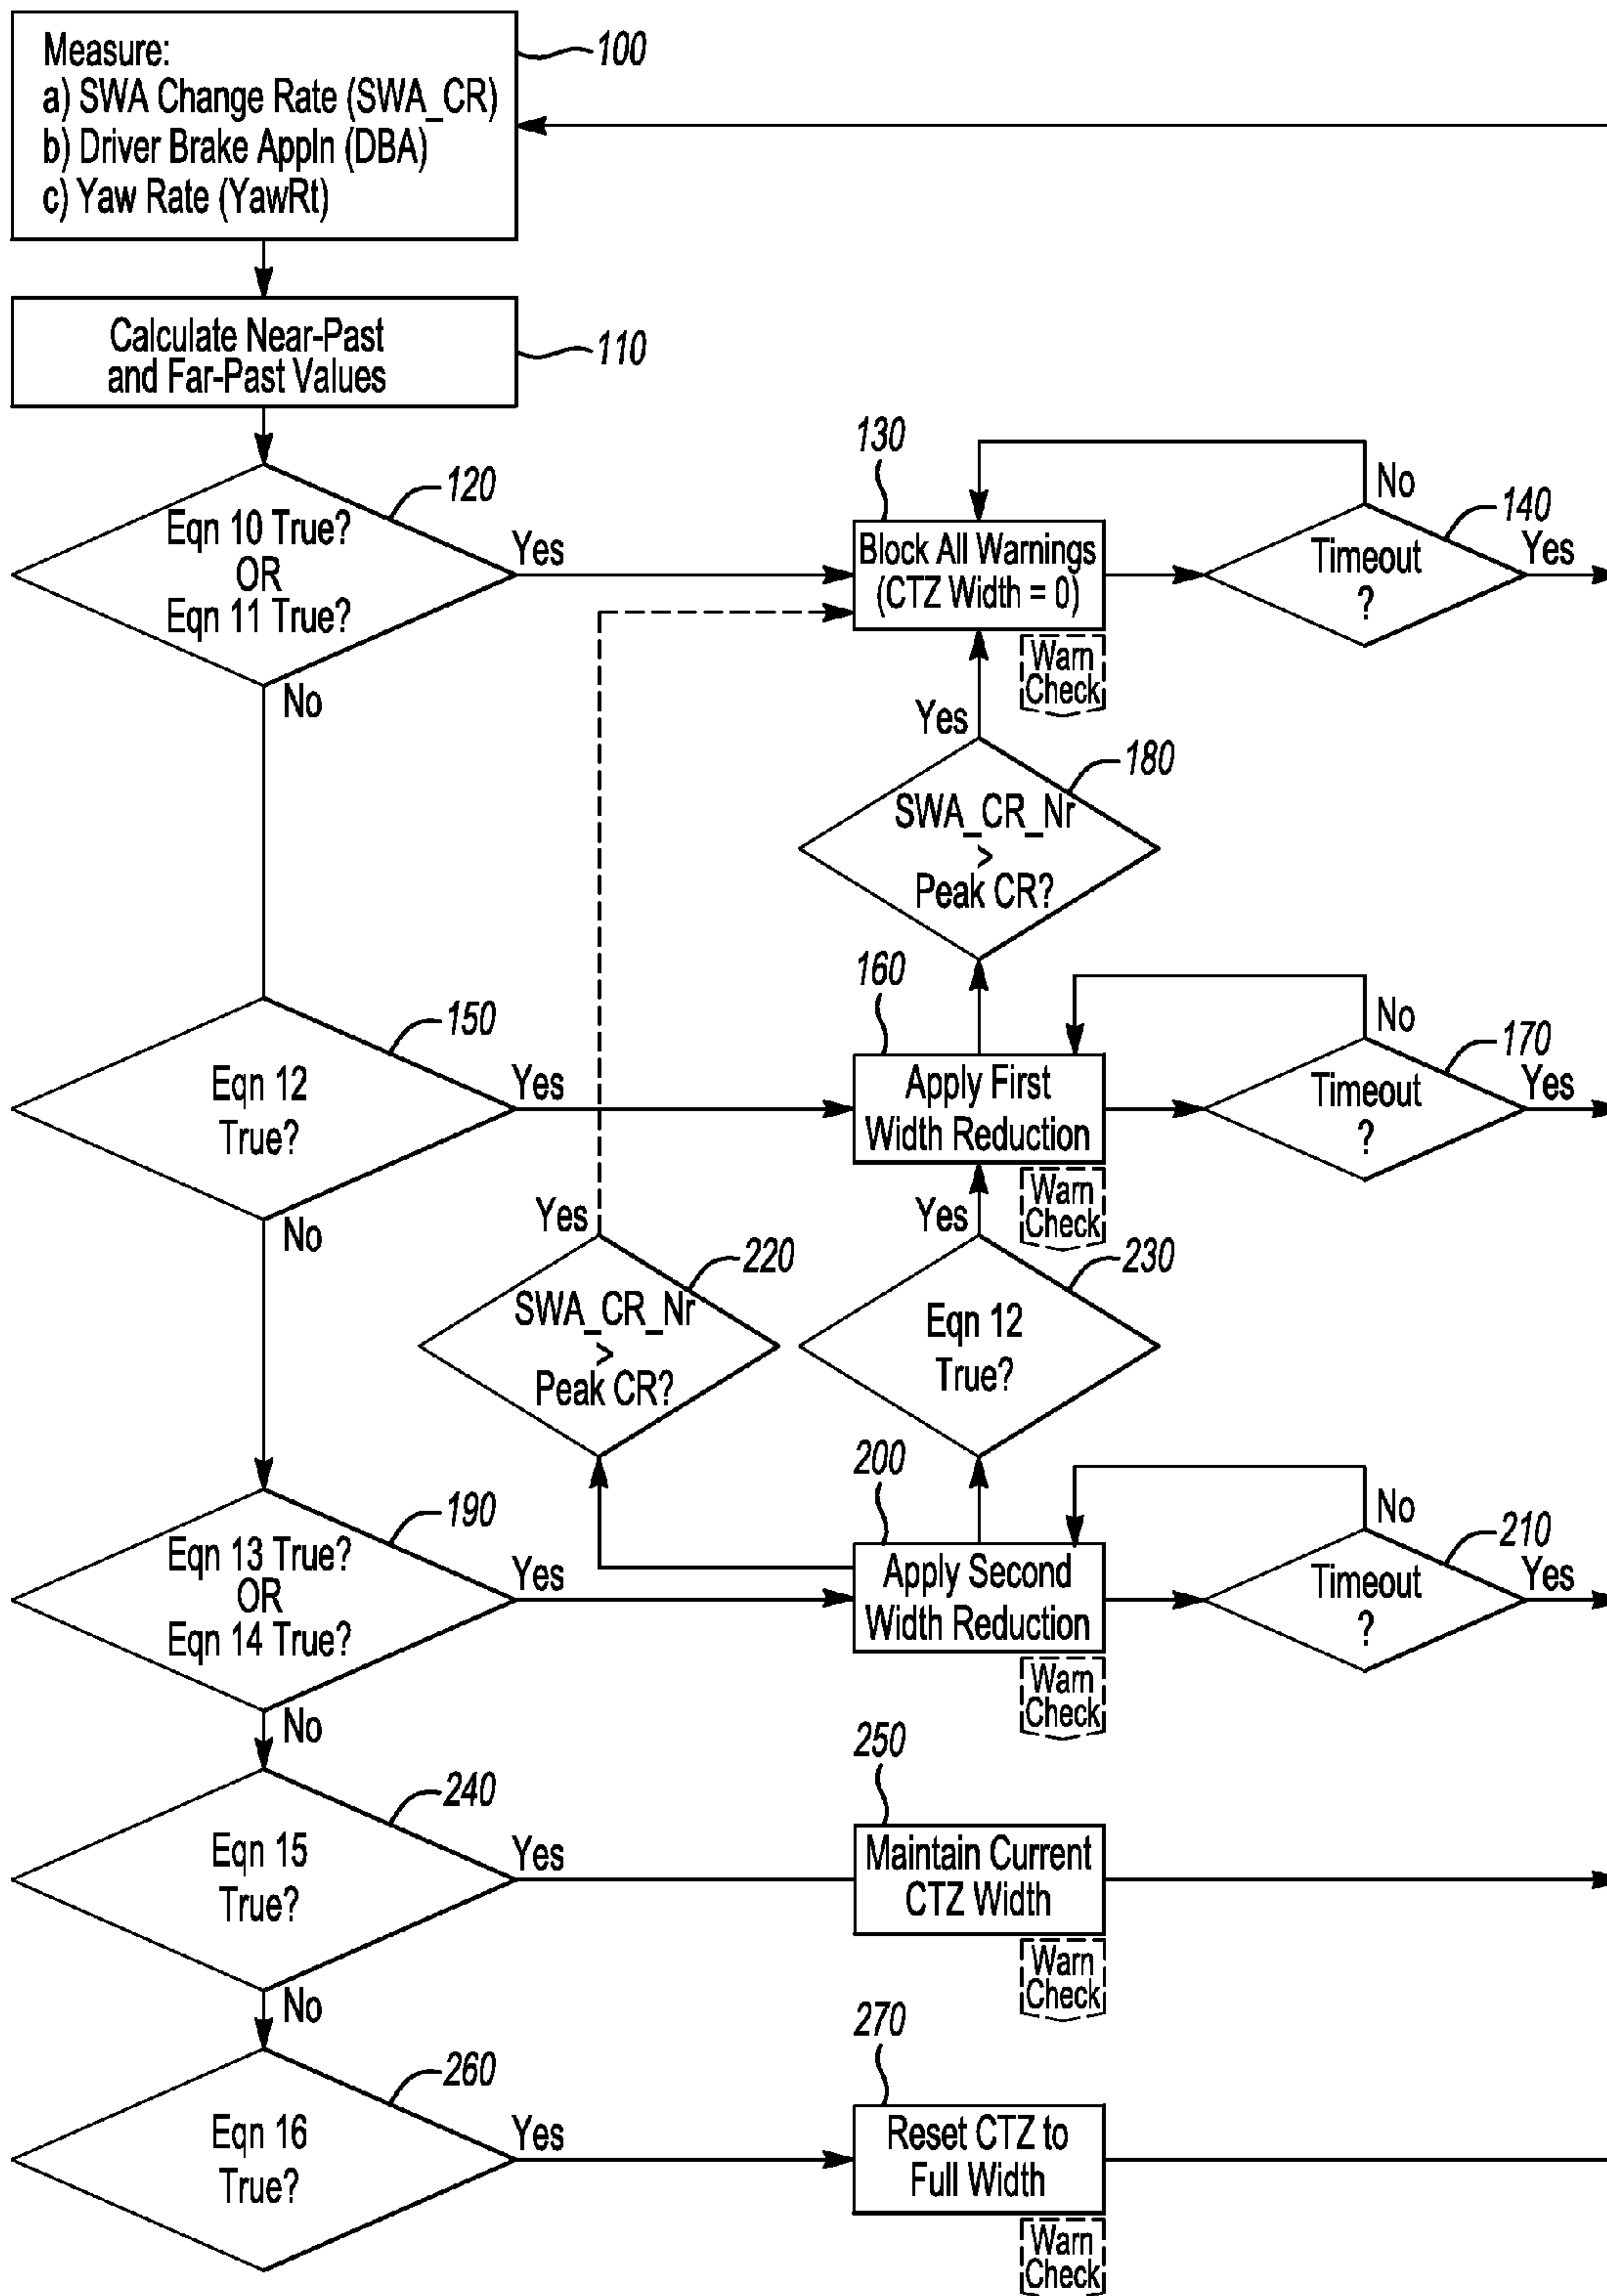 Measure:
a) SWA Change Rate (SWA_CR)
b) Driver Brake Appln (DBA)
c) Yaw Rate (YawRt)
100
Calculate Near-Past
and Far-Past Values
110
Eqn 10 True?
OR
Eqn 11 True?
120
Yes
No
130
Block All Warnings
(CTZ Width = 0)
Warn
Check
No
140
Timeout
?
Yes
Yes
180
SWA_CR_Nr
>
Peak CR?
150
Eqn 12
True?
Yes
No
160
Apply First
Width Reduction
Warn
Check
No
170
Timeout
?
Yes
Yes
220
SWA_CR_Nr
>
Peak CR?
Yes
230
Eqn 12
True?
190
Eqn 13 True?
OR
Eqn 14 True?
Yes
No
200
Apply Second
Width Reduction
Warn
Check
No
210
Timeout
?
Yes
240
Eqn 15
True?
Yes
No
250
Maintain Current
CTZ Width
Warn
Check
260
Eqn 16
True?
Yes
270
Reset CTZ to
Full Width
Warn
Check